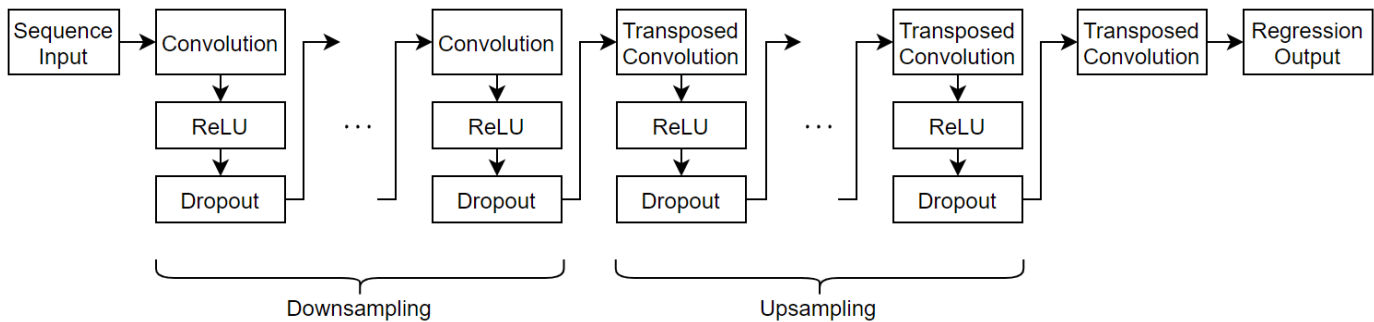 Sequence
Input
Convolution
ReLU
Dropout
...
Convolution
ReLU
Dropout
Transposed
Convolution
ReLU
Dropout
...
Transposed
Convolution
ReLU
Dropout
Transposed
Convolution
Regression
Output
Downsampling
Upsampling